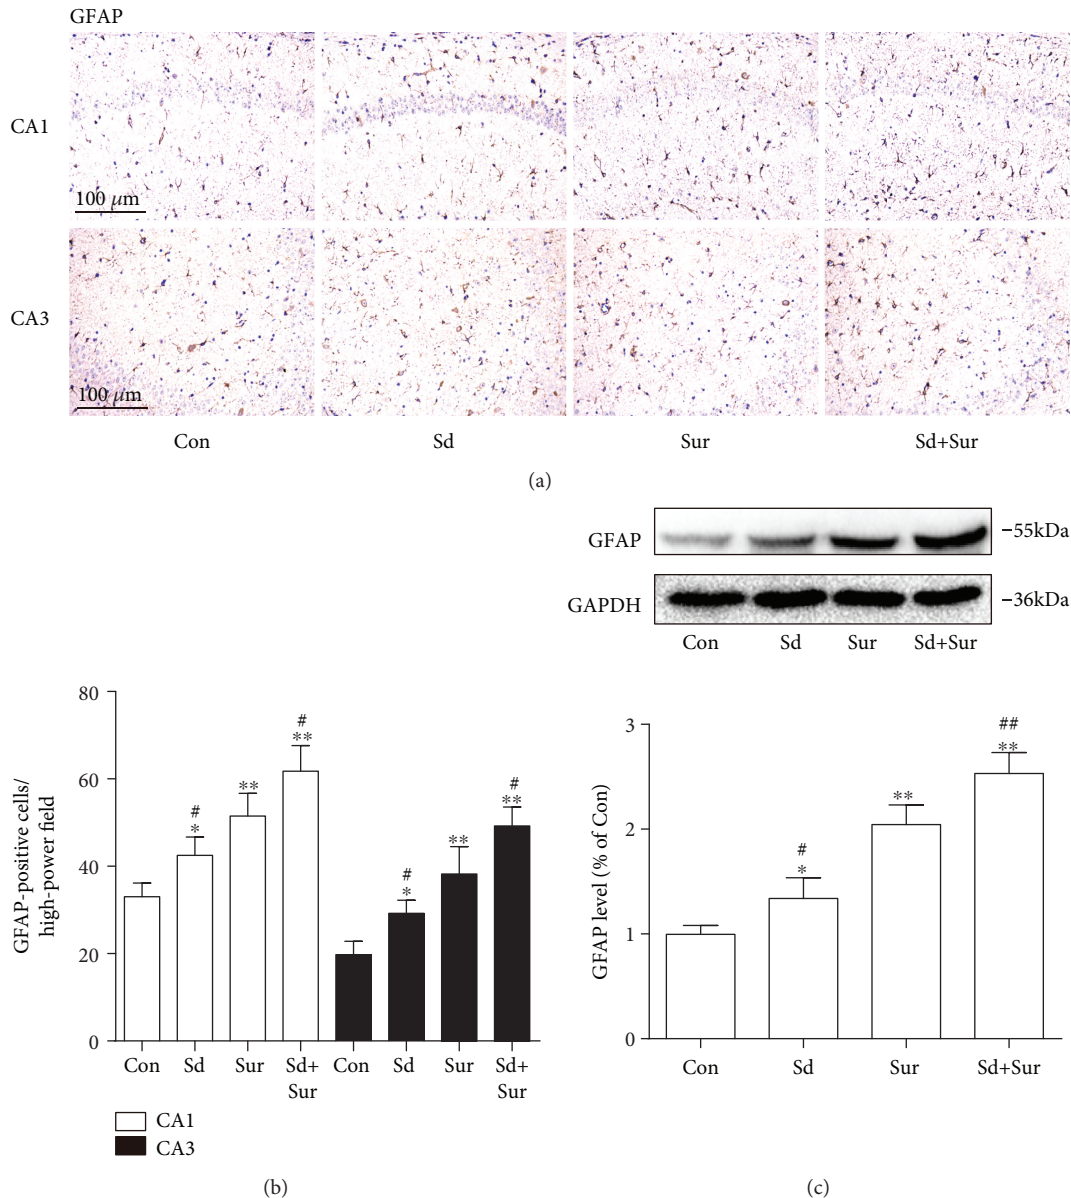 GFAP
CA1
100 μm
CA3
100 μm
Con Sd Sur Sd+Sur
(a)
GFAP −55kDa
GAPDH −36kDa
Con Sd Sur Sd+Sur
80
60
40
20
0
GFAP-positive cells/
high-power field
# * ** # ** # * ** # **
Con Sd Sur Sd+ Con Sd Sur Sd+
Sur Sur
CA1
CA3
(b)
3
2
1
0
GFAP level (% of Con)
# * ** ## **
Con Sd Sur Sd+Sur
(c)